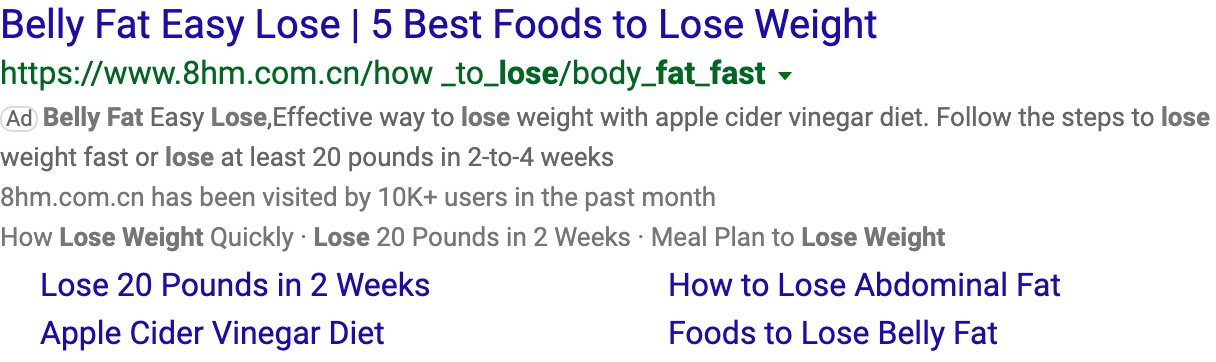 Belly Fat Easy Lose | 5 Best Foods to Lose Weight
https://www.8hm.com.cn/how _to_lose/body_fat_fast
Ad Belly Fat Easy Lose,Effective way to lose weight with apple cider vinegar diet. Follow the steps to lose
weight fast or lose at least 20 pounds in 2-to-4 weeks
8hm.com.cn has been visited by 10K+ users in the past month
How Lose Weight Quickly · Lose 20 Pounds in 2 Weeks · Meal Plan to Lose Weight
Lose 20 Pounds in 2 Weeks
How to Lose Abdominal Fat
Apple Cider Vinegar Diet
Foods to Lose Belly Fat